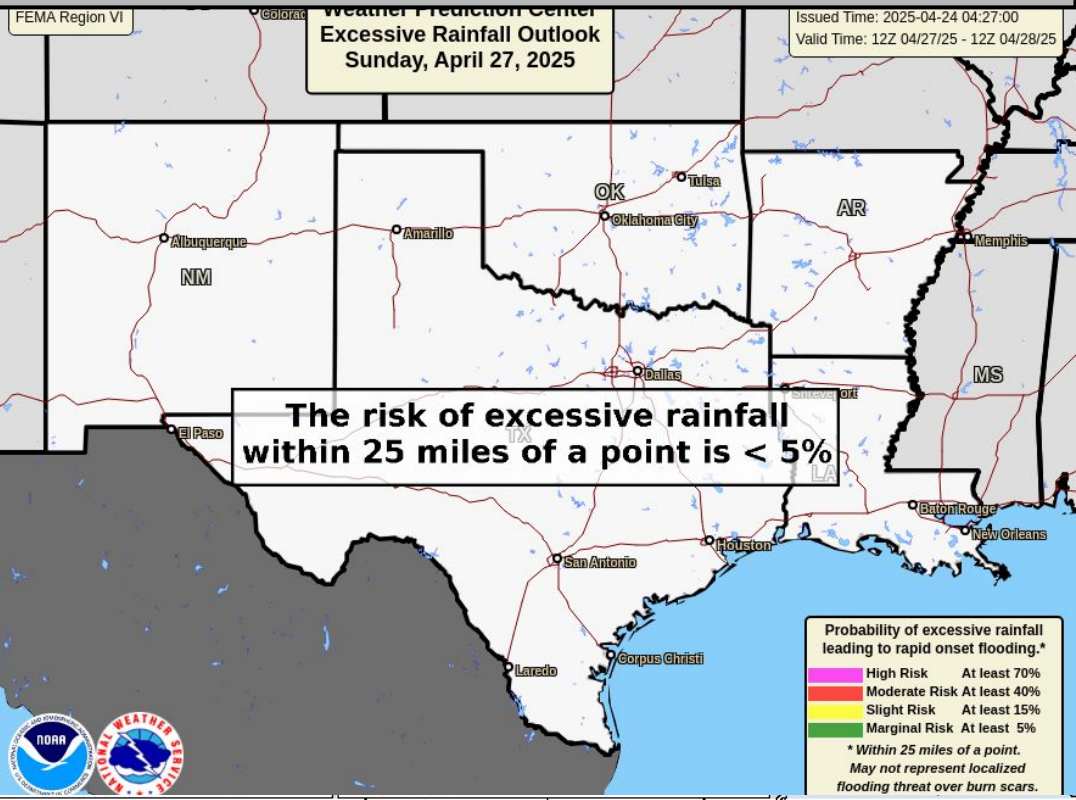 FEMA Region VI
Weather Prediction Center
Excessive Rainfall Outlook
Sunday, April 27, 2025
Issued Time: 2025-04-24 04:27:00
Valid Time: 12Z 04/27/25 - 12Z 04/28/25
Colorad
Tulsa
OK
Oklahoma City
AR
Albuquerque
Amarillo
Memphis
NM
Dallas
MS
Shreveport
The risk of excessive rainfall
within 25 miles of a point is < 5%
El Paso
TX
LA
Baton Rouge
New Orleans
Houston
San Antonio
Corpus Christi
Laredo
Probability of excessive rainfall
leading to rapid onset flooding.*
High Risk At least 70%
Moderate Risk At least 40%
Slight Risk At least 15%
Marginal Risk At least 5%
* Within 25 miles of a point.
May not represent localized
flooding threat over burn scars.
NOAA
NATIONAL WEATHER SERVICE